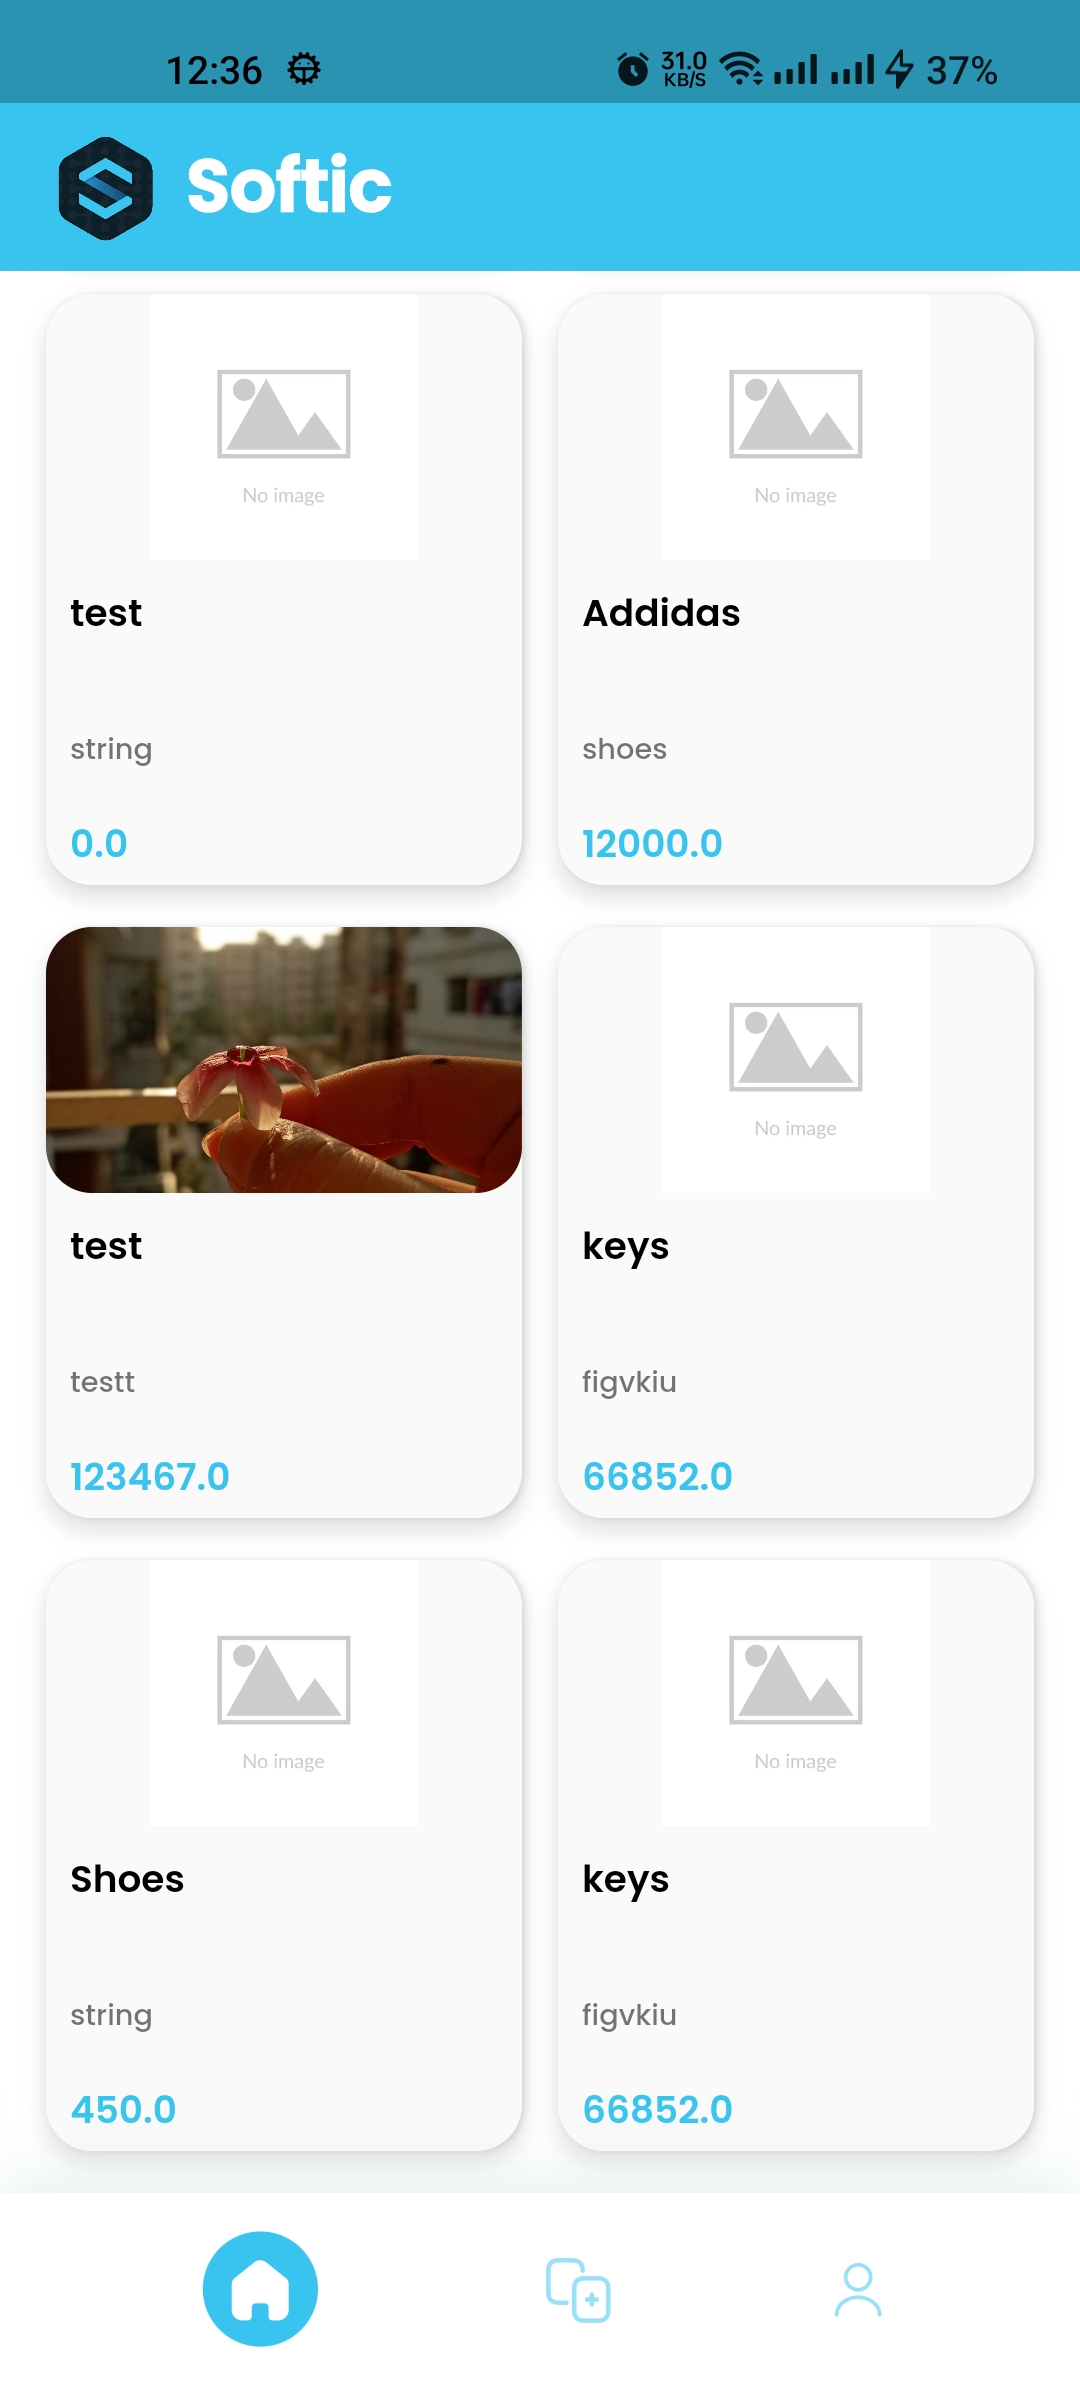 12:36 31.0 KB/S 37%
Softic
No image No image
test Addidas
string shoes
0.0 12000.0
No image
test keys
testt figvkiu
123467.0 66852.0
No image No image
Shoes keys
string figvkiu
450.0 66852.0